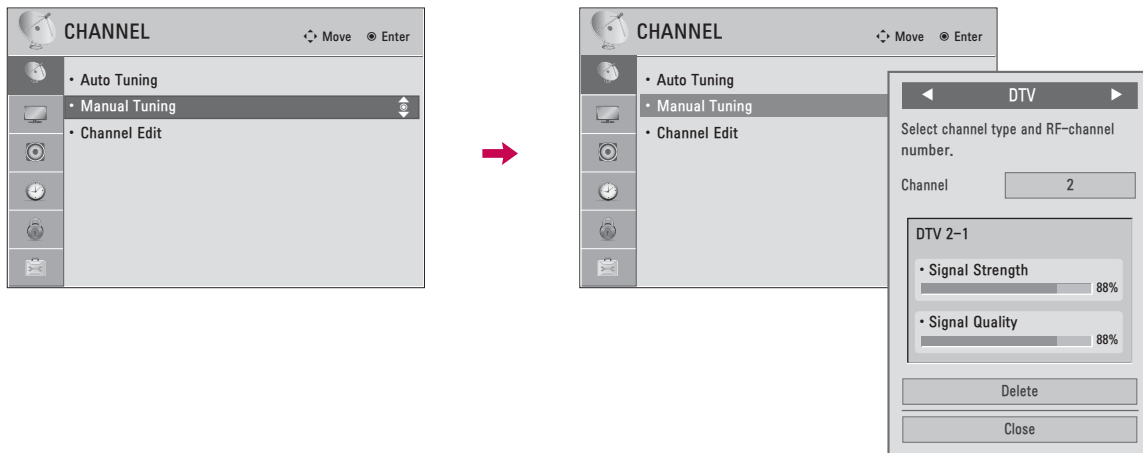 CHANNEL
Move Enter
• Auto Tuning
• Manual Tuning
• Channel Edit
CHANNEL
Move Enter
• Auto Tuning
• Manual Tuning
• Channel Edit
DTV
Select channel type and RF-channel
number.
Channel 2
DTV 2-1
• Signal Strength
88%
• Signal Quality
88%
Delete
Close